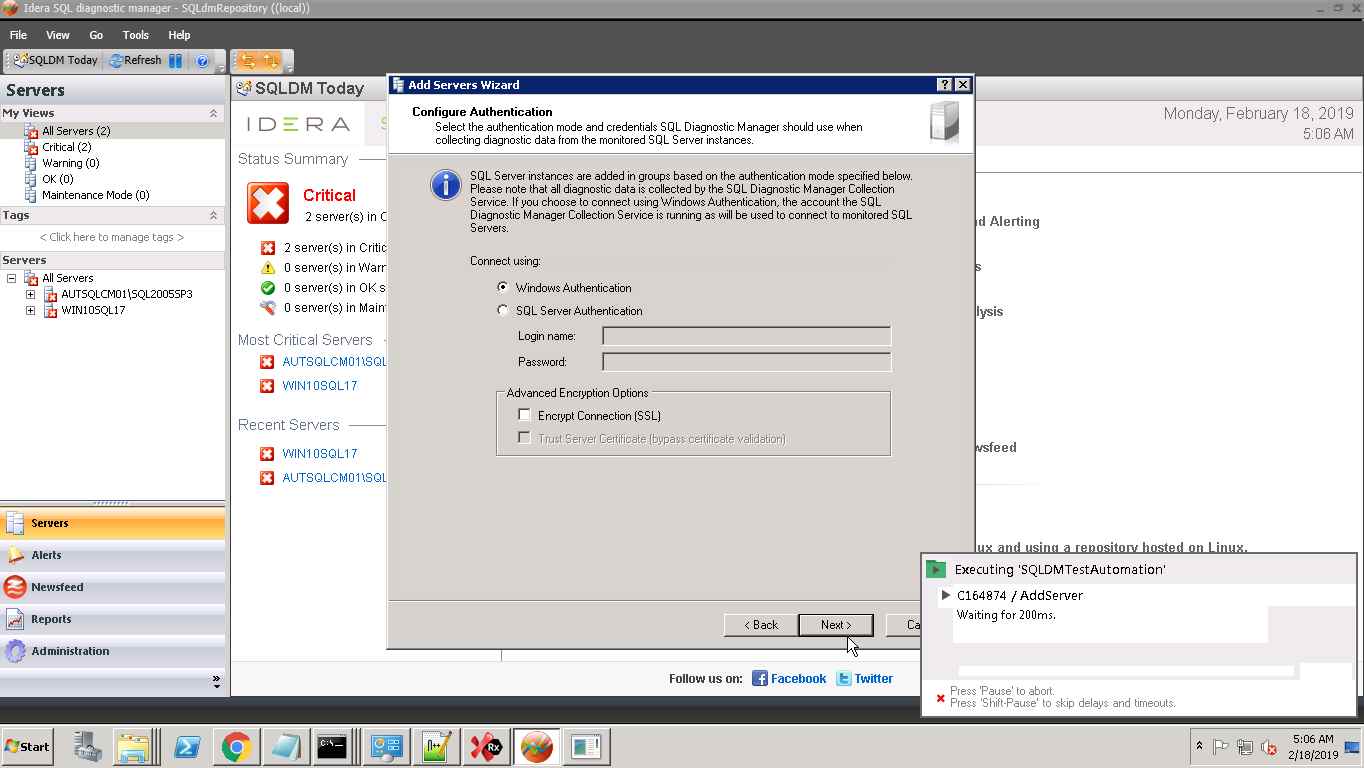 Idera SQL diagnostic manager - SQLdmRepository ((local))
File View Go Tools Help
SQLDM Today Refresh
Servers
My Views
All Servers (2)
Critical (2)
Warning (0)
OK (0)
Maintenance Mode (0)
Tags
< Click here to manage tags >
Servers
All Servers
AUTSQLCM01\SQL2005SP3
WIN10SQL17
Servers
Alerts
Newsfeed
Reports
Administration
SQLDM Today
IDERA
Monday, February 18, 2019
5:06 AM
Status Summary
Critical
2 server(s) in C
2 server(s) in Critic
0 server(s) in Warn
0 server(s) in OK s
0 server(s) in Main
Most Critical Servers
AUTSQLCM01\SQL
WIN10SQL17
Recent Servers
WIN10SQL17
AUTSQLCM01\SQL
Add Servers Wizard
Configure Authentication
Select the authentication mode and credentials SQL Diagnostic Manager should use when
collecting diagnostic data from the monitored SQL Server instances.
SQL Server instances are added in groups based on the authentication mode specified below.
Please note that all diagnostic data is collected by the SQL Diagnostic Manager Collection
Service. If you choose to connect using Windows Authentication, the account the SQL
Diagnostic Manager Collection Service is running as will be used to connect to monitored SQL
Servers.
Connect using:
Windows Authentication
SQL Server Authentication
Login name:
Password:
Advanced Encryption Options
Encrypt Connection (SSL)
Trust Server Certificate (bypass certificate validation)
< Back Next > Ca
d Alerting
s
lysis
wsfeed
ux and using a repository hosted on Linux.
Executing 'SQLDMTestAutomation'
C164874 / AddServer
Waiting for 200ms.
Press 'Pause' to abort.
Press 'Shift-Pause' to skip delays and timeouts.
Follow us on: Facebook Twitter
Start
5:06 AM
2/18/2019